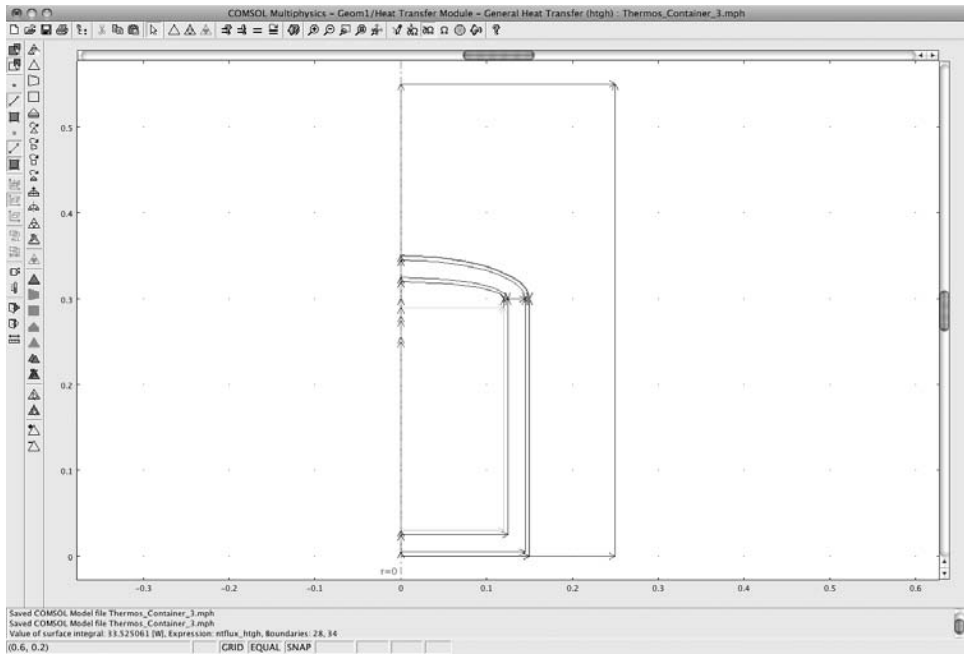 COMSOL Multiphysics - Geom1/Heat Transfer Module - General Heat Transfer (htgh) : Thermos_Container_3.mph
0.5
0.4
0.3
0.2
0.1
0
r=0
-0.3 -0.2 -0.1 0 0.1 0.2 0.3 0.4 0.5 0.6
Saved COMSOL Model file Thermos_Container_3.mph
Saved COMSOL Model file Thermos_Container_3.mph
Value of surface integral: 33.525061 [W], Expression: ntflux_htgh, Boundaries: 28, 34
(0.6, 0.2) GRID EQUAL SNAP